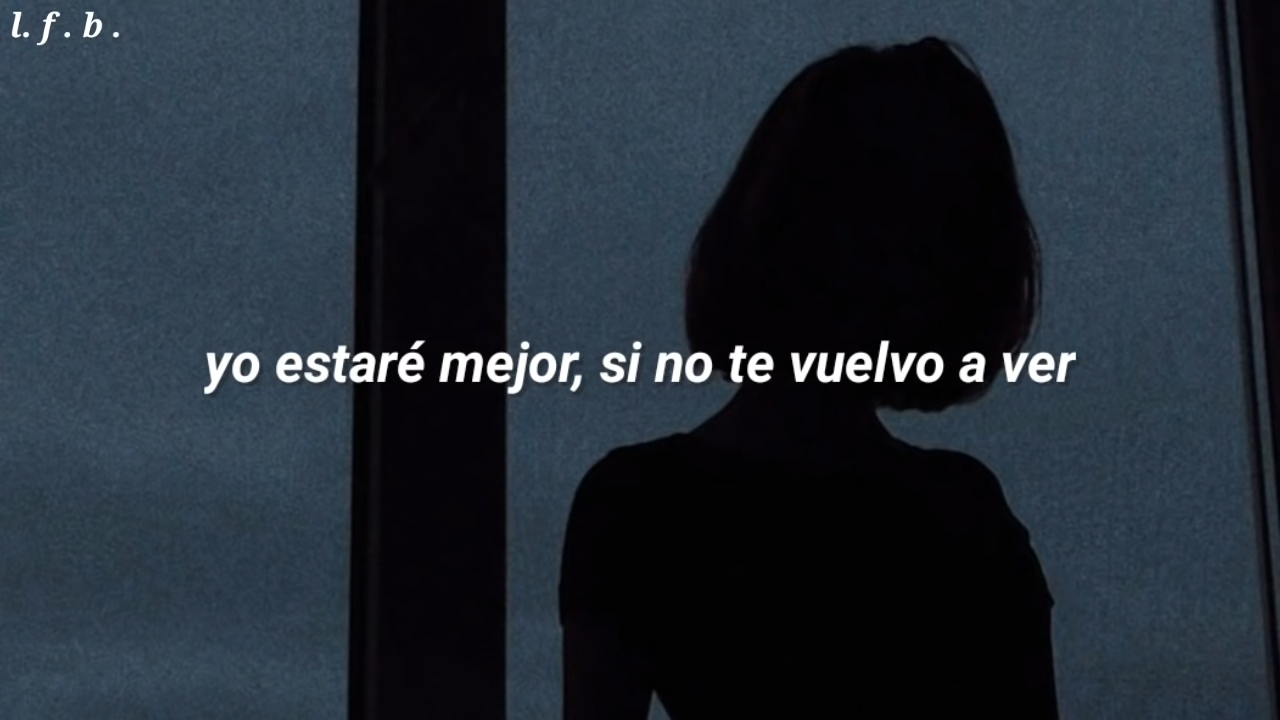 l. f . b .
yo estaré mejor, si no te vuelvo a ver